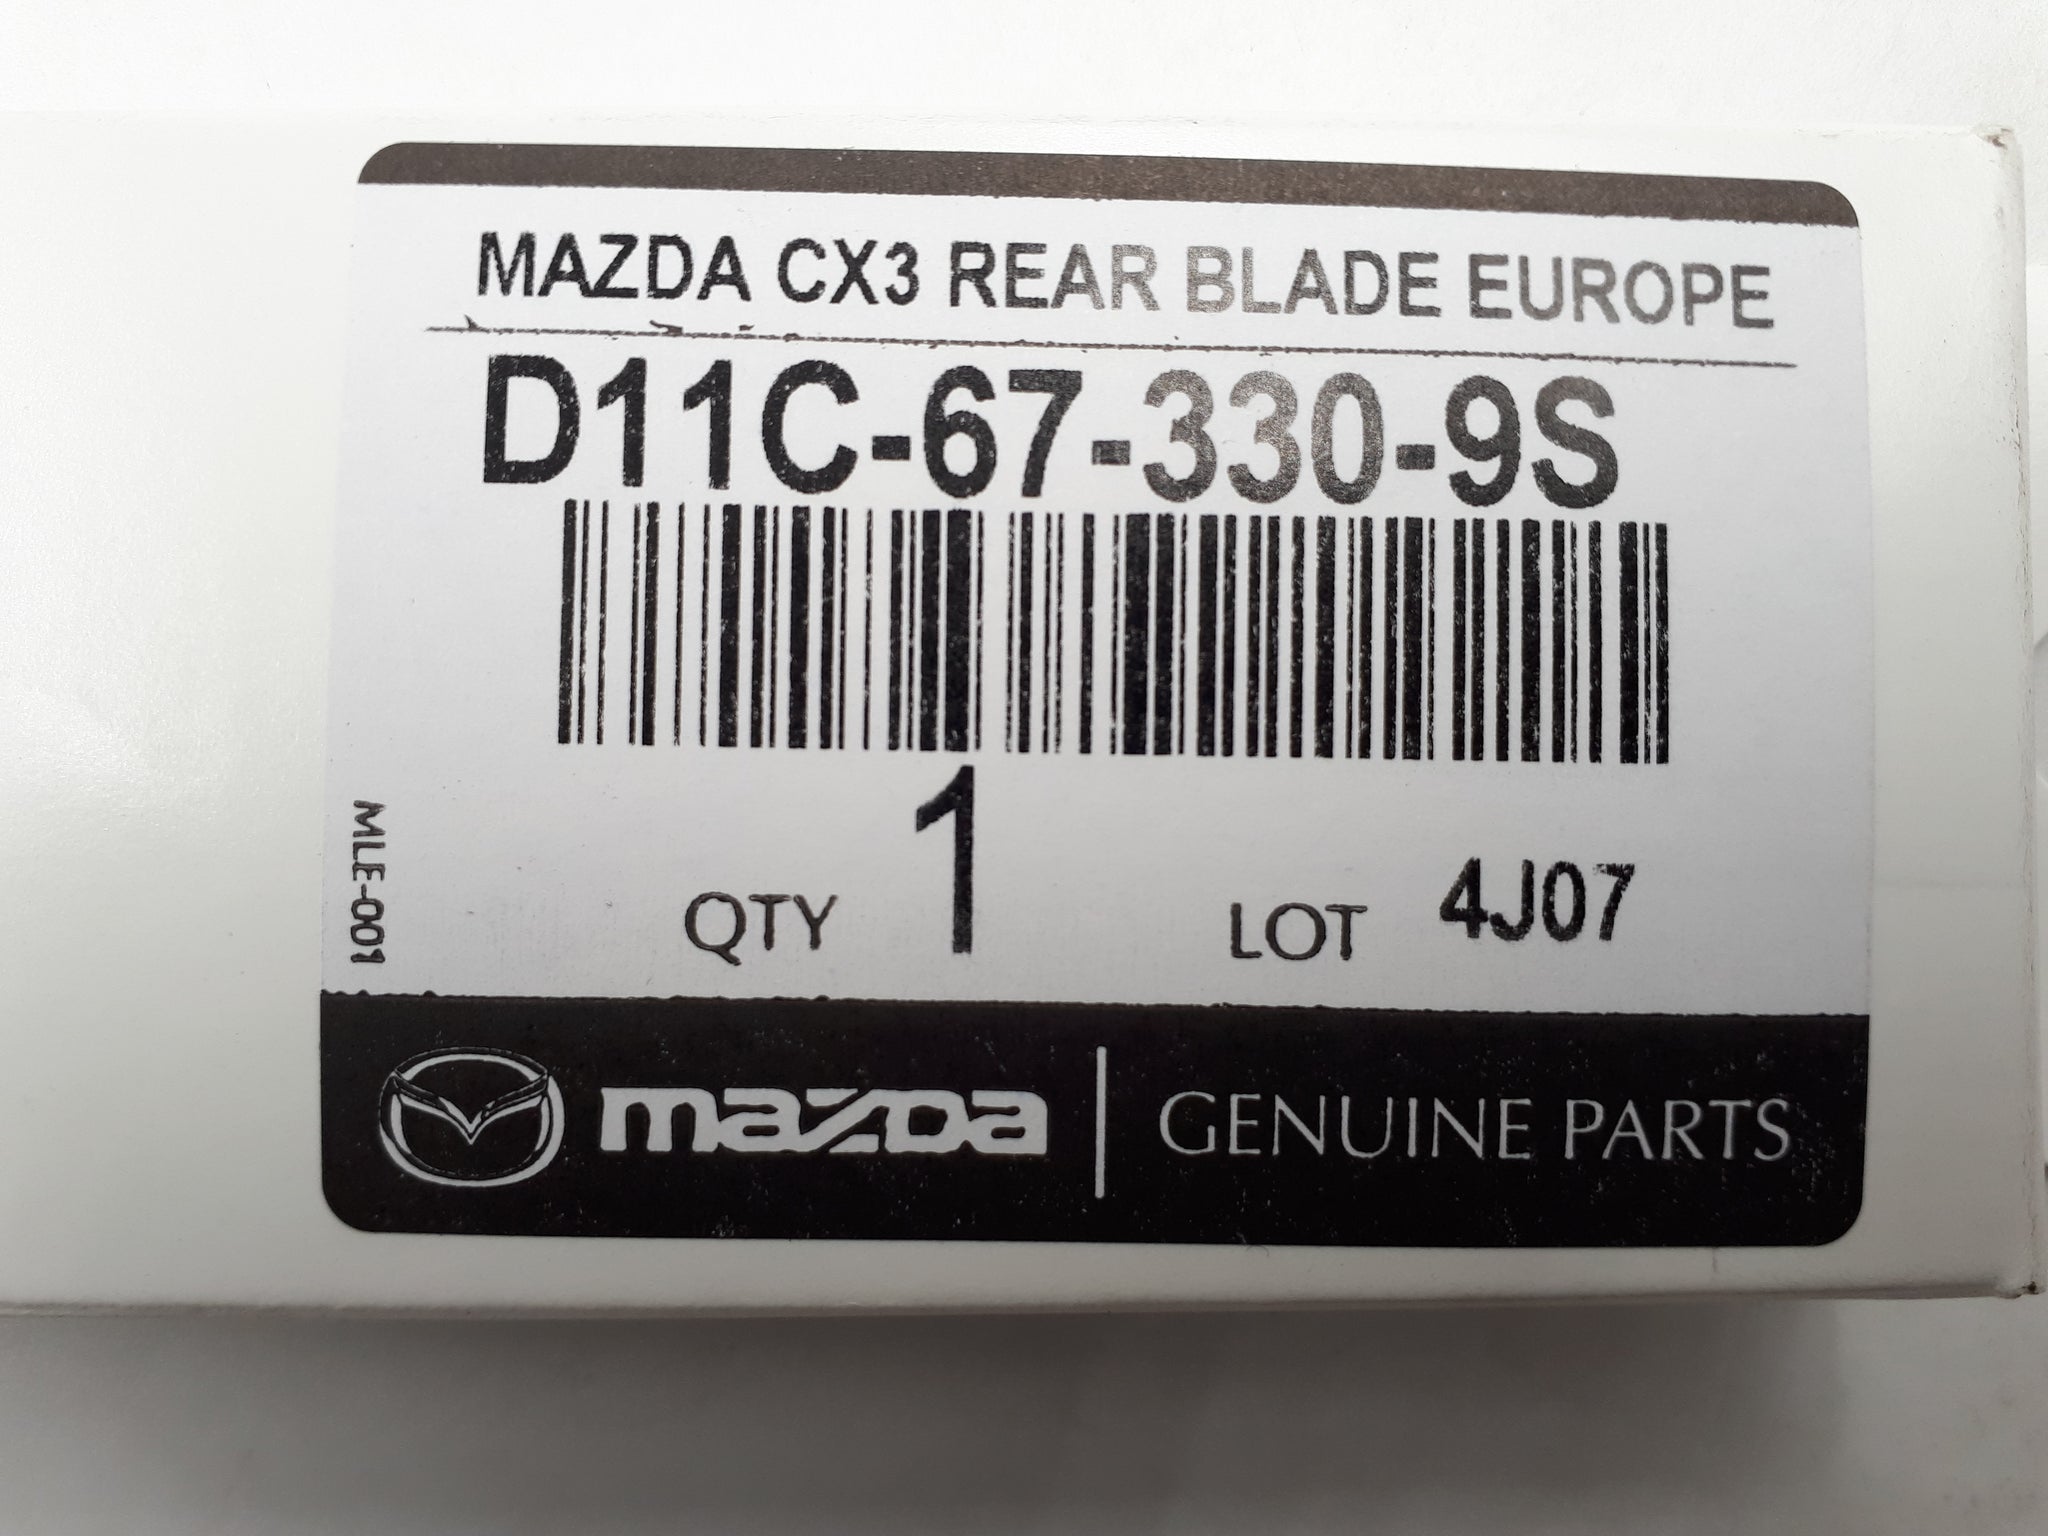 MAZDA CX3 REAR BLADE EUROPE
D11C-67-330-9S
QTY 1 LOT 4J07
MLE-001
mazda GENUINE PARTS